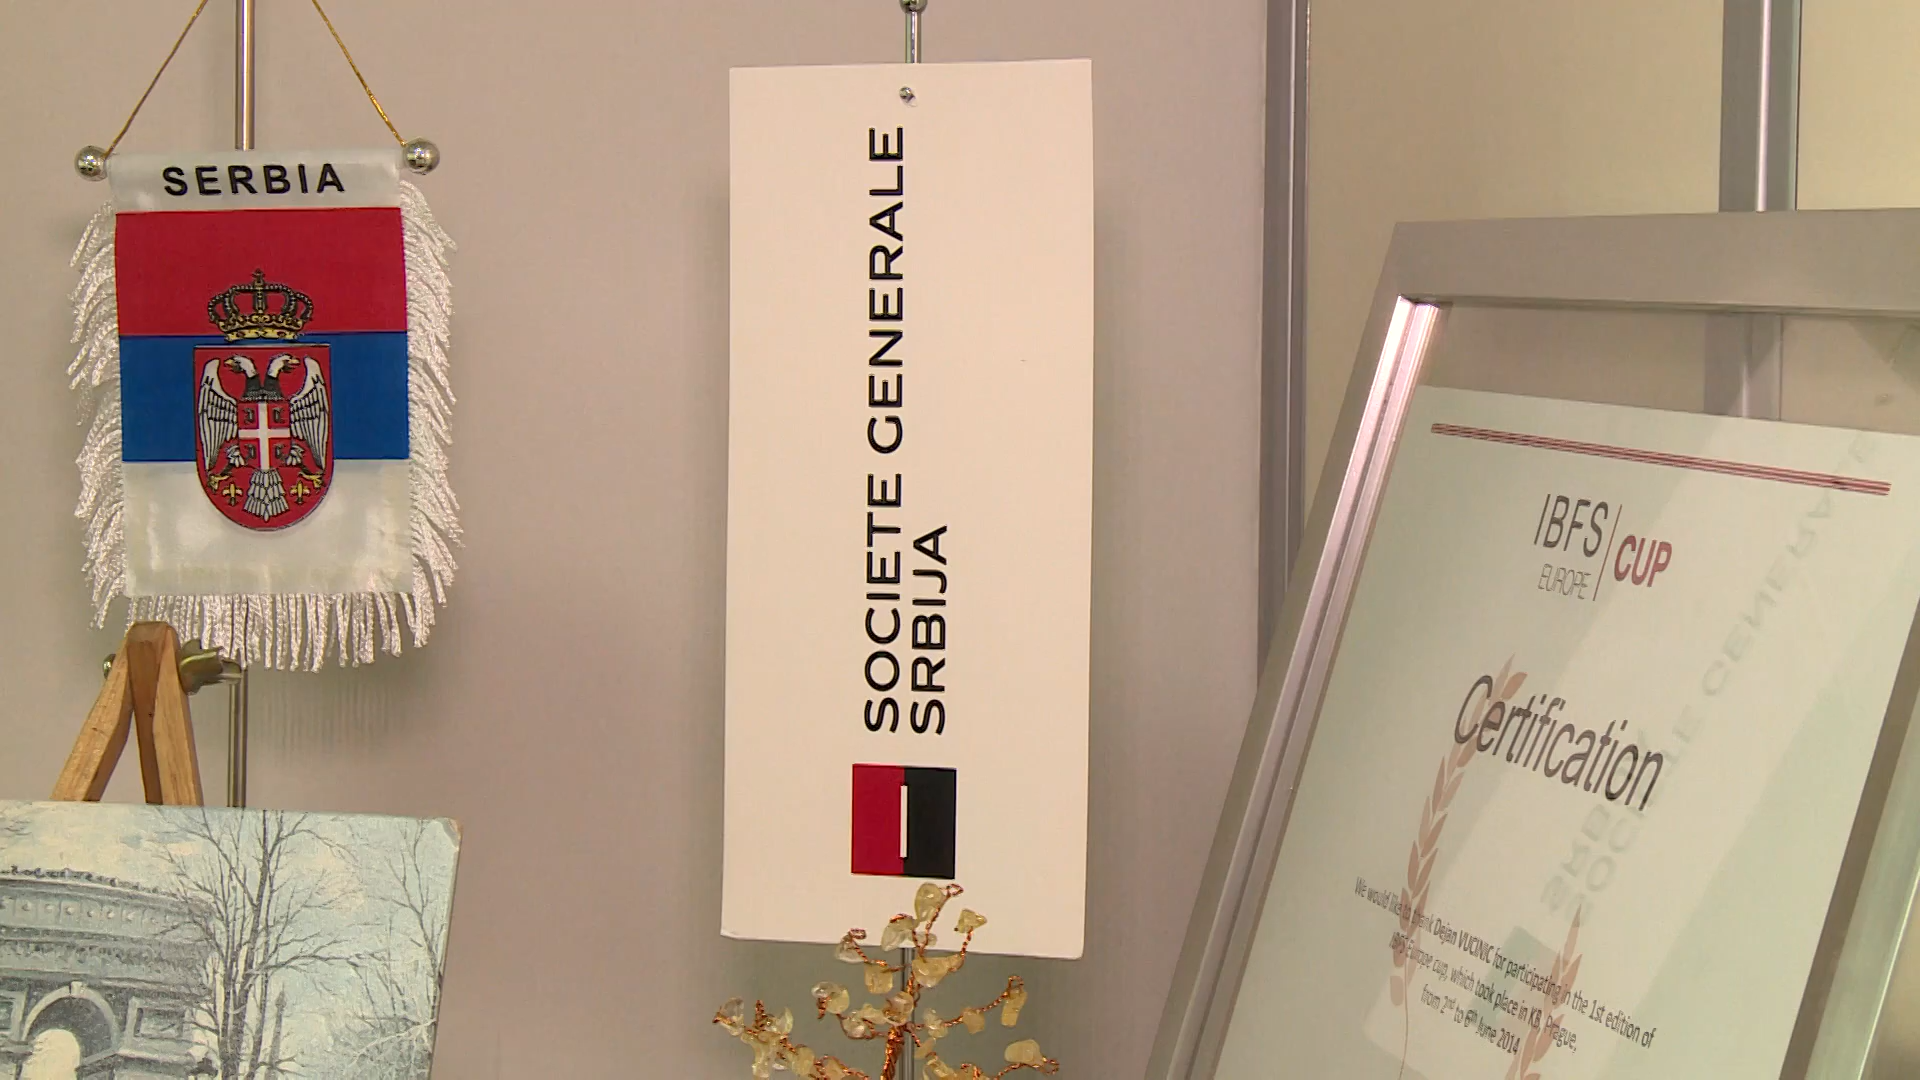 SERBIA
SOCIETE GENERALE
SRBIJA
IBFS
EUROPE
CUP
Certification
We would like to thank Dejan VUCINIC for participating in the 1st edition of
IBFS Europe cup, which took place in KB, Prague,
from 2nd to 6th June 2014